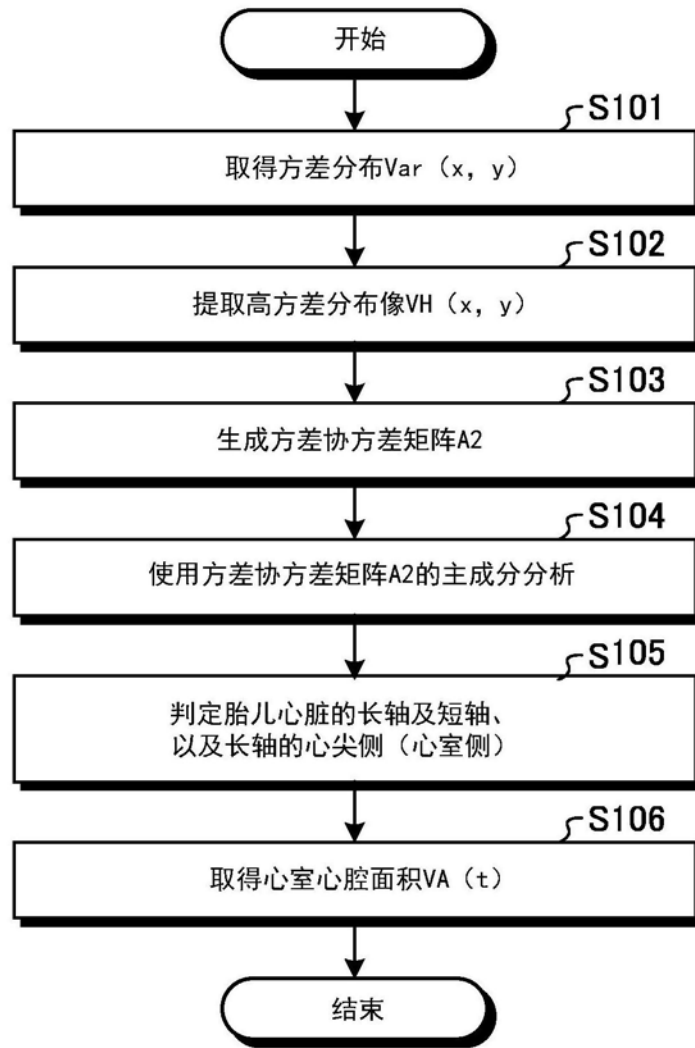 开始
S101
取得方差分布Var（x，y）
S102
提取高方差分布像VH（x，y）
S103
生成方差协方差矩阵A2
S104
使用方差协方差矩阵A2的主成分分析
S105
判定胎儿心脏的长轴及短轴、
以及长轴的心尖侧（心室侧）
S106
取得心室心腔面积VA（t）
结束